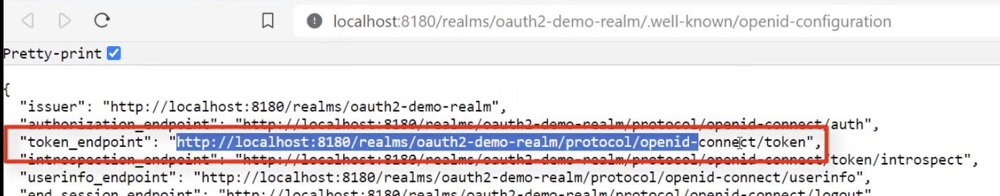 localhost:8180/realms/oauth2-demo-realm/.well-known/openid-configuration
Pretty-print
{
"issuer": "http://localhost:8180/realms/oauth2-demo-realm",
"authorization_endpoint": "http://localhost:8180/realms/oauth2-demo-realm/protocol/openid-connect/auth",
"token_endpoint": "http://localhost:8180/realms/oauth2-demo-realm/protocol/openid-connect/token",
"introspection_endpoint": "http://localhost:8180/realms/oauth2-demo-realm/protocol/openid-connect/token/introspect",
"userinfo_endpoint": "http://localhost:8180/realms/oauth2-demo-realm/protocol/openid-connect/userinfo",
"end_session_endpoint": "http://localhost:8180/realms/oauth2-demo-realm/protocol/openid-connect/logout"